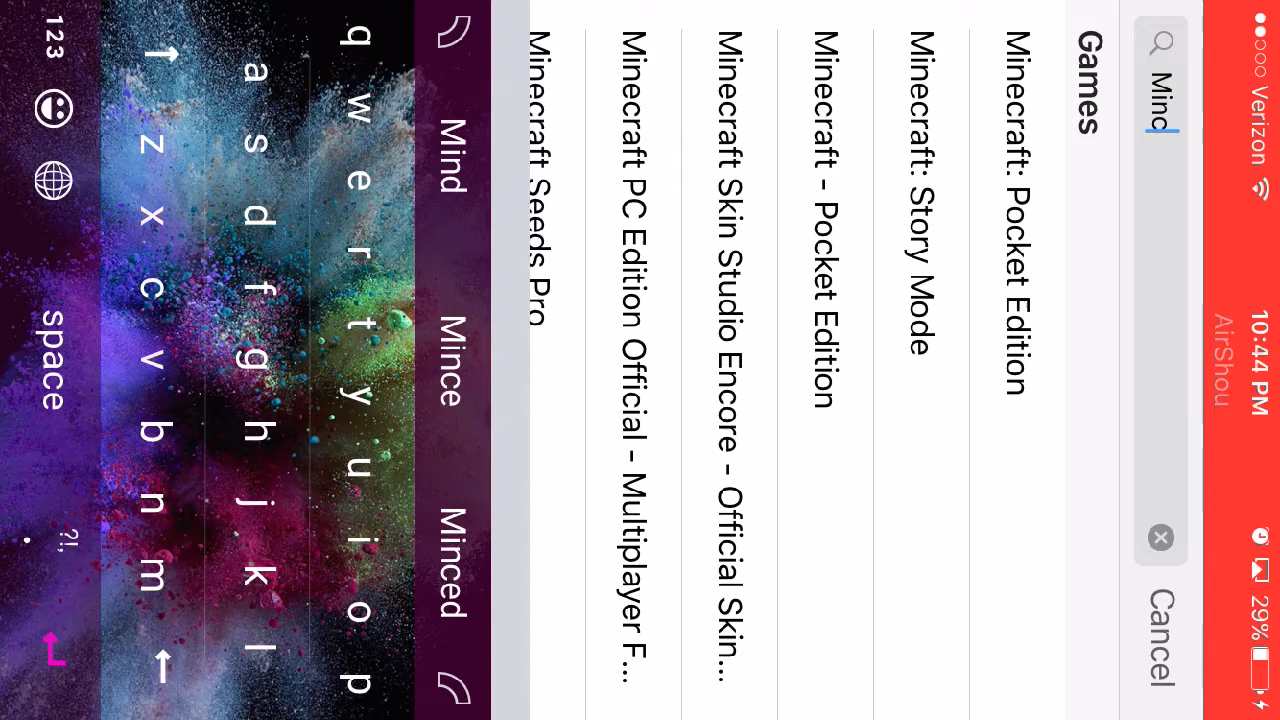 Verizon
10:44 PM
29%
AirShou
Minc
Cancel
Games
Minecraft: Pocket Edition
Minecraft: Story Mode
Minecraft - Pocket Edition
Minecraft Skin Studio Encore - Official Skin...
Minecraft PC Edition Official - Multiplayer F...
Minecraft Seeds Pro
Mind Mince Minced
q w e r t y u i o p
a s d f g h j k l
z x c v b n m
123 space ?!, .